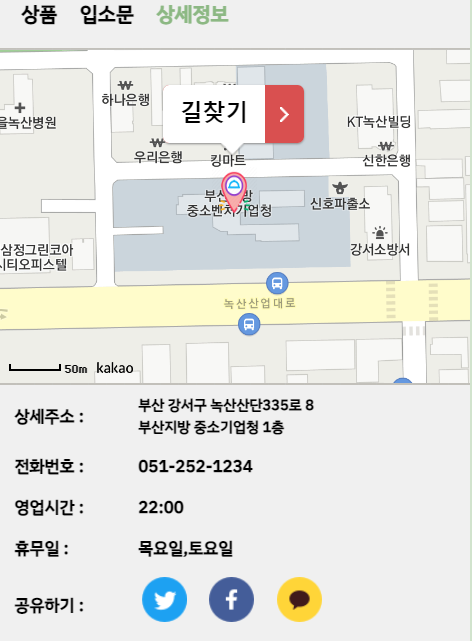 상품 입소문 상세정보
하나은행
길찾기
을녹산병원
KT녹산빌딩
우리은행
킹마트
신한은행
중소벤처기업청
신호파출소
삼정그린코아
시티오피스텔
강서소방서
녹산산업대로
50m kakao
상세주소 : 부산 강서구 녹산산단335로 8
부산지방 중소기업청 1층
전화번호 : 051-252-1234
영업시간 : 22:00
휴무일 : 목요일,토요일
공유하기 :